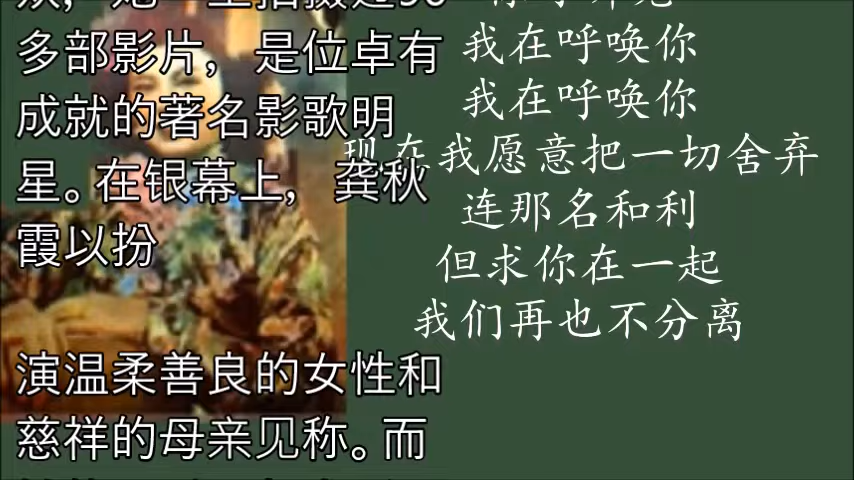 多部影片，是位卓有
成就的著名影歌明
星。在银幕上，龚秋
霞以扮
演温柔善良的女性和
慈祥的母亲见称。而
我在呼唤你
我在呼唤你
现在我愿意把一切舍弃
连那名和利
但求你在一起
我们再也不分离